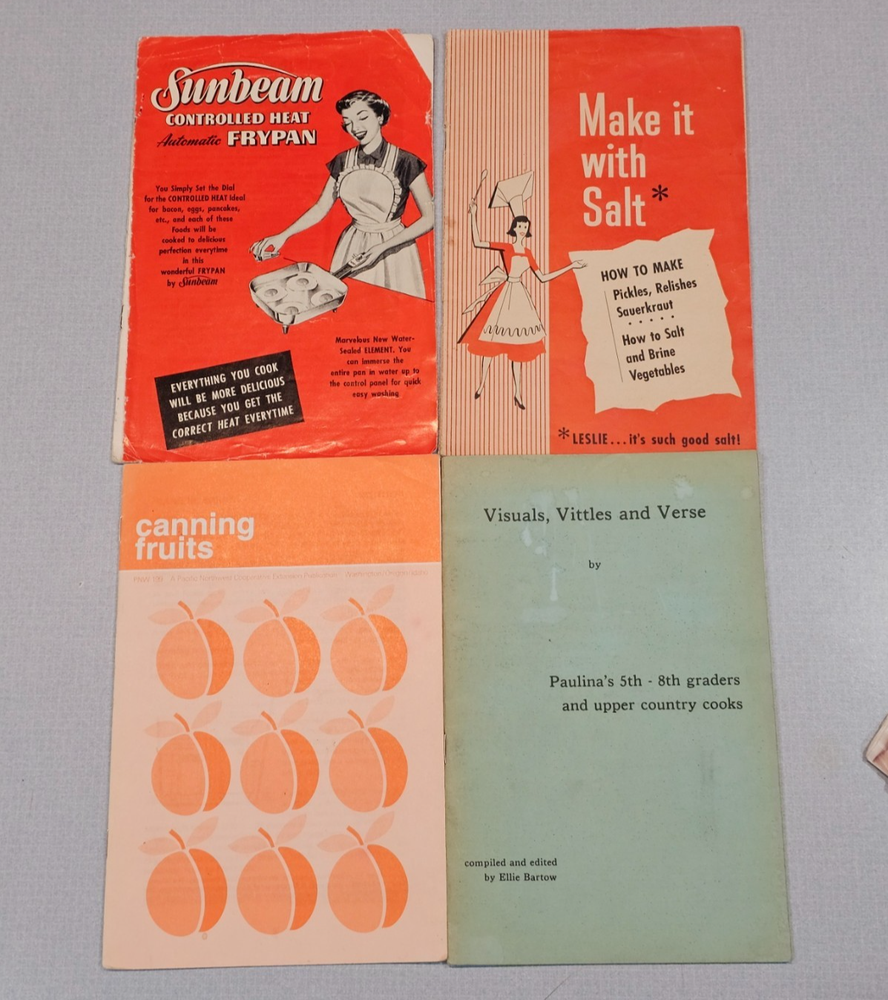 Sunbeam
CONTROLLED HEAT
Automatic FRYPAN
You Simply Set the Dial
for the CONTROLLED HEAT Ideal
for bacon, eggs, pancakes,
etc., and each of these
foods will be
cooked to delicious
perfection everytime
in this
wonderful FRYPAN
by Sunbeam
Marvelous New Water-
Sealed ELEMENT. You
can immerse the
entire pan in water up to
the control panel for quick
easy washing
EVERYTHING YOU COOK
WILL BE MORE DELICIOUS
BECAUSE YOU GET THE
CORRECT HEAT EVERYTIME
Make it
with
Salt*
HOW TO MAKE
Pickles, Relishes
Sauerkraut
How to Salt
and Brine
Vegetables
*LESLIE...it's such good salt!
canning
fruits
A Pacific Northwest Cooperative Extension Publication
Visuals, Vittles and Verse
by
Paulina's 5th - 8th graders
and upper country cooks
compiled and edited
by Ellie Bartow